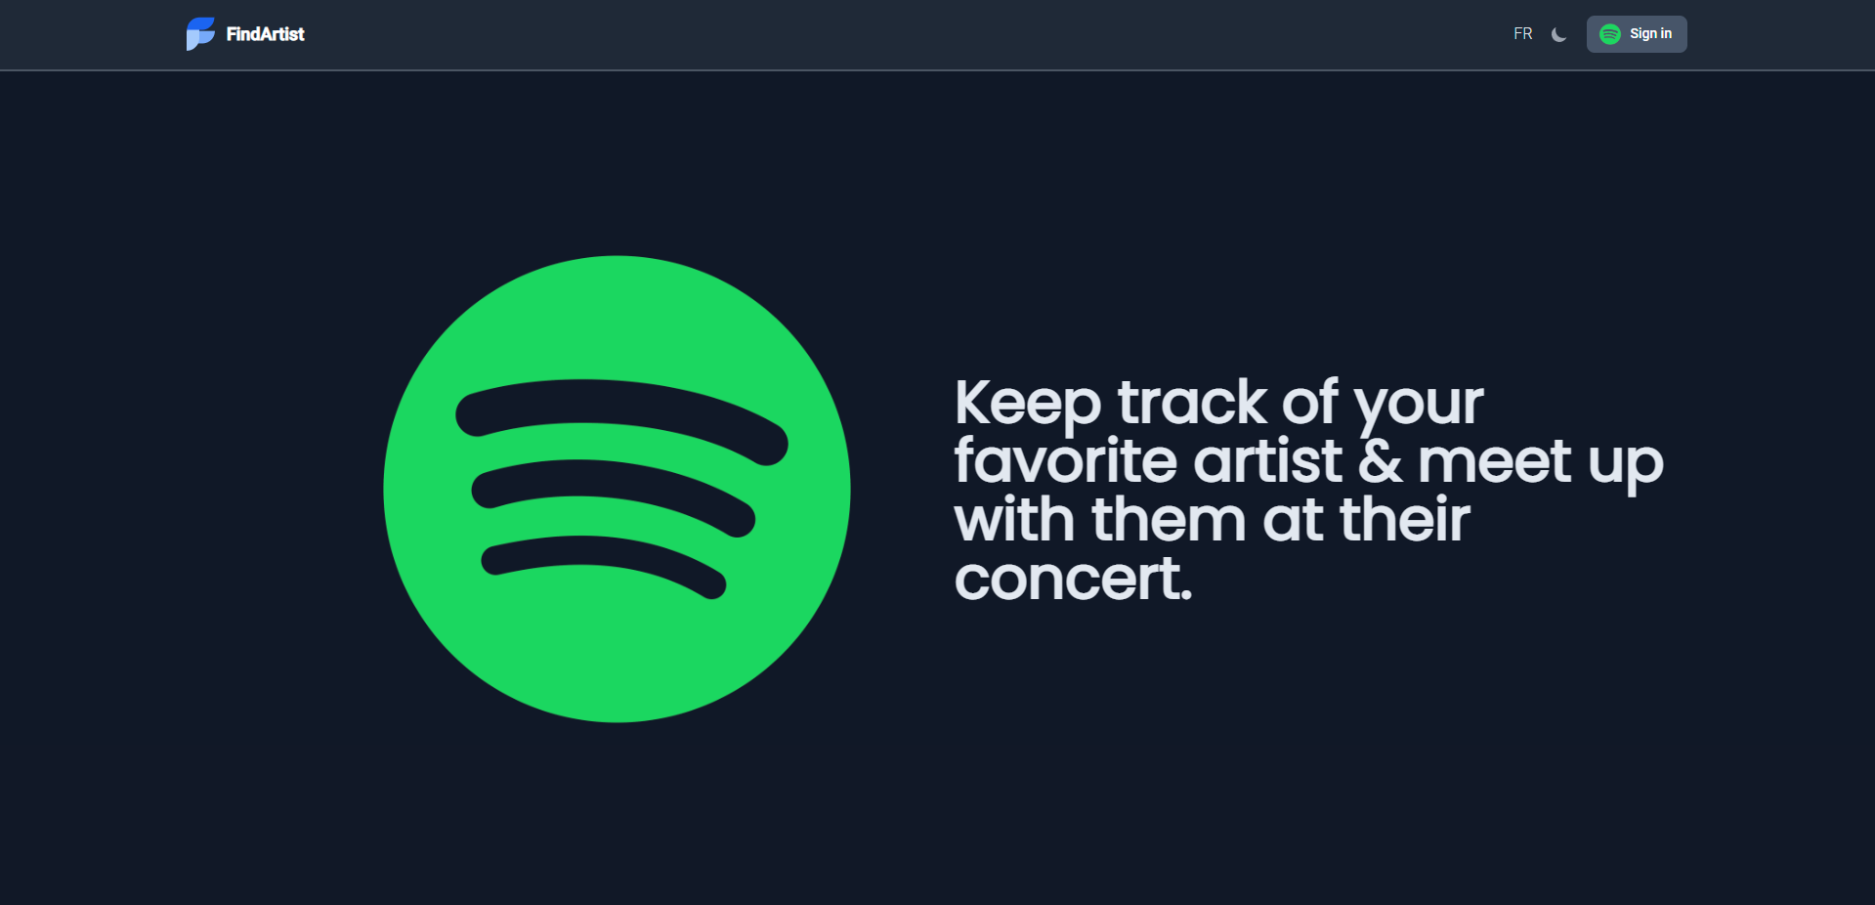 FindArtist
FR
Sign in
Keep track of your
favorite artist & meet up
with them at their
concert.